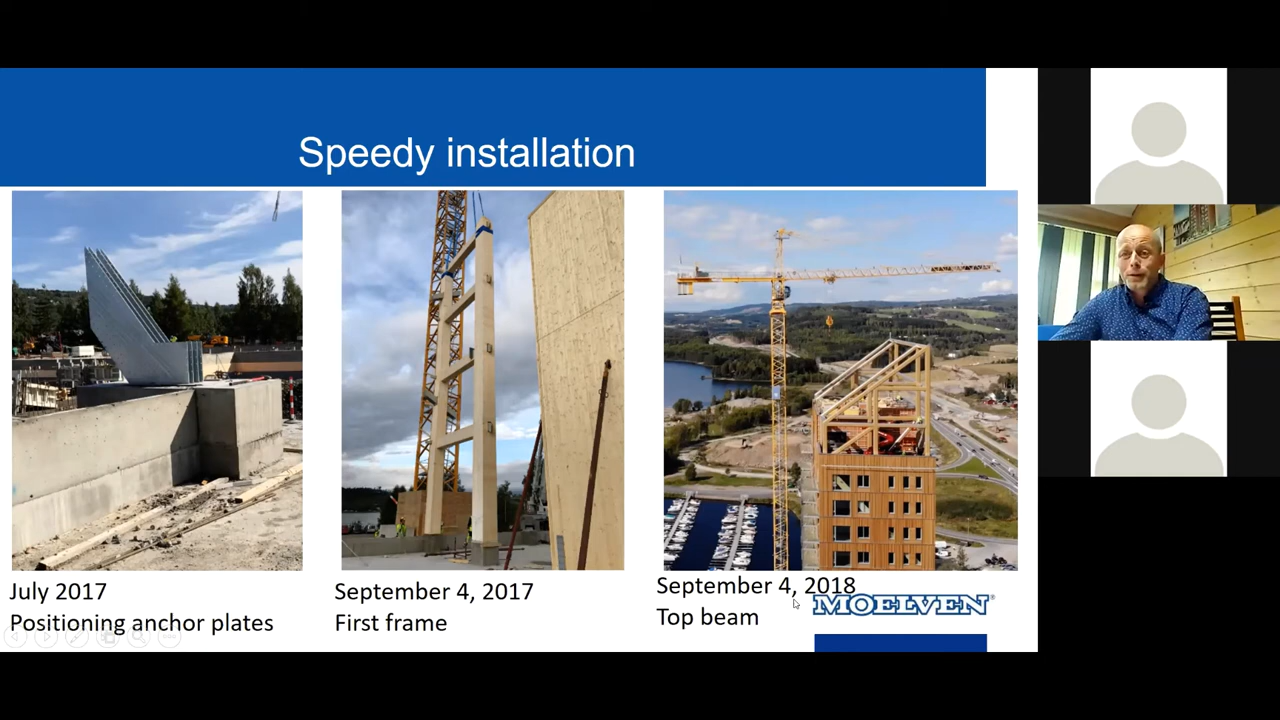 Speedy installation
July 2017
Positioning anchor plates
September 4, 2017
First frame
September 4, 2018
Top beam
MOELVEN®